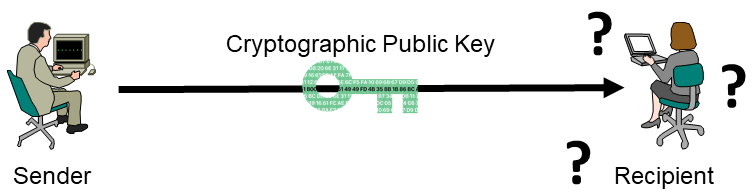 Cryptographic Public Key
?
?
?
Sender
Recipient